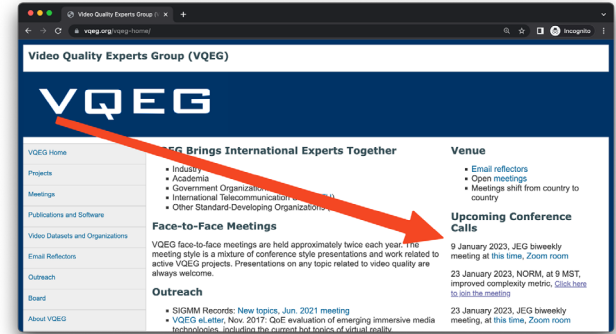 Video Quality Experts Group (V
vqeg.org/vqeg-home/
Incognito
Video Quality Experts Group (VQEG)
VQEG
VQEG Home
Projects
Meetings
Publications and Software
Video Datasets and Organizations
Email Reflectors
Outreach
Board
About VQEG
Brings International Experts Together
Industry
Academia
Government
International Telecommunication
Other Standard-Developing Organizations
Face-to-Face Meetings
VQEG face-to-face meetings are held approximately twice each year. The
meeting style is a mixture of conference style presentations and work related to
active VQEG projects. Presentations on any topic related to video quality are
always welcome.
Outreach
SIGMM Records: New topics, Jun. 2021 meeting
VQEG eLetter, Nov. 2017: QoE evaluation of emerging immersive media
technologies, including the current hot topics of virtual reality,
Venue
Email reflectors
Open meetings
Meetings shift from country to
country
Upcoming Conference
Calls
9 January 2023, JEG biweekly
meeting at this time, Zoom room
23 January 2023, NORM, at 9 MST,
improved complexity metric, Click here
to join the meeting
23 January 2023, JEG biweekly
meeting, at this time, Zoom room